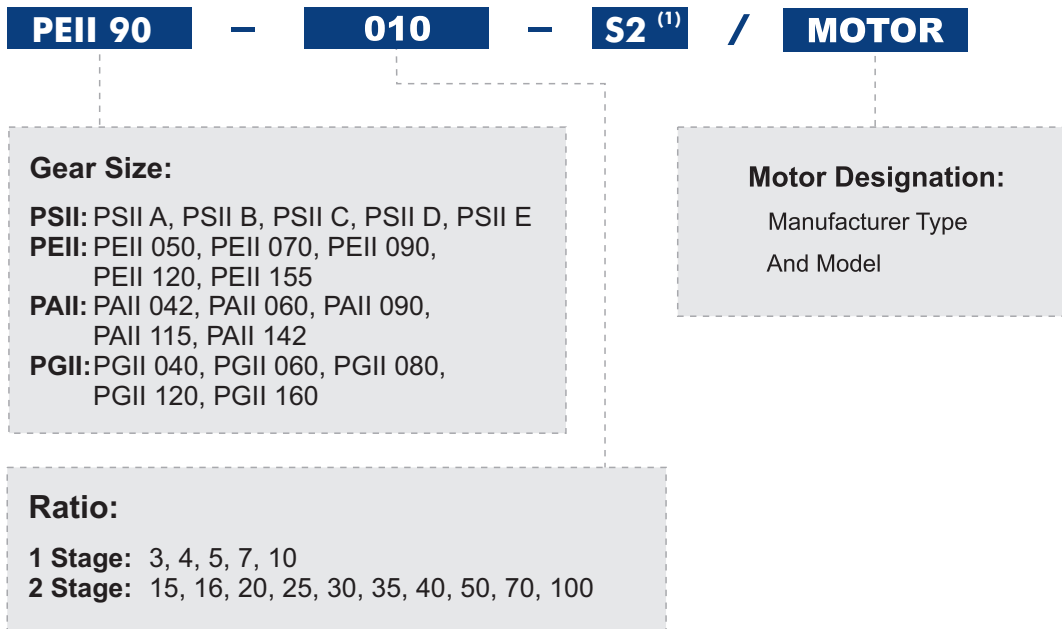 PEII 90 – 010 – S2 (1) / MOTOR
Gear Size:
PSII: PSII A, PSII B, PSII C, PSII D, PSII E
PEII: PEII 050, PEII 070, PEII 090,
PEII 120, PEII 155
PAII: PAII 042, PAII 060, PAII 090,
PAII 115, PAII 142
PGII: PGII 040, PGII 060, PGII 080,
PGII 120, PGII 160
Motor Designation:
Manufacturer Type
And Model
Ratio:
1 Stage: 3, 4, 5, 7, 10
2 Stage: 15, 16, 20, 25, 30, 35, 40, 50, 70, 100